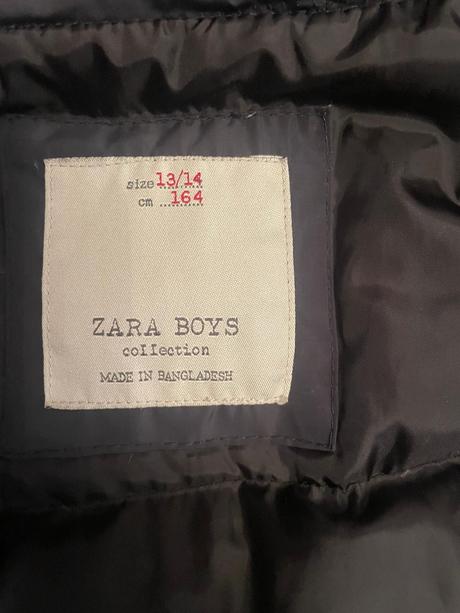 size 13/14
cm 164
ZARA BOYS
collection
MADE IN BANGLADESH